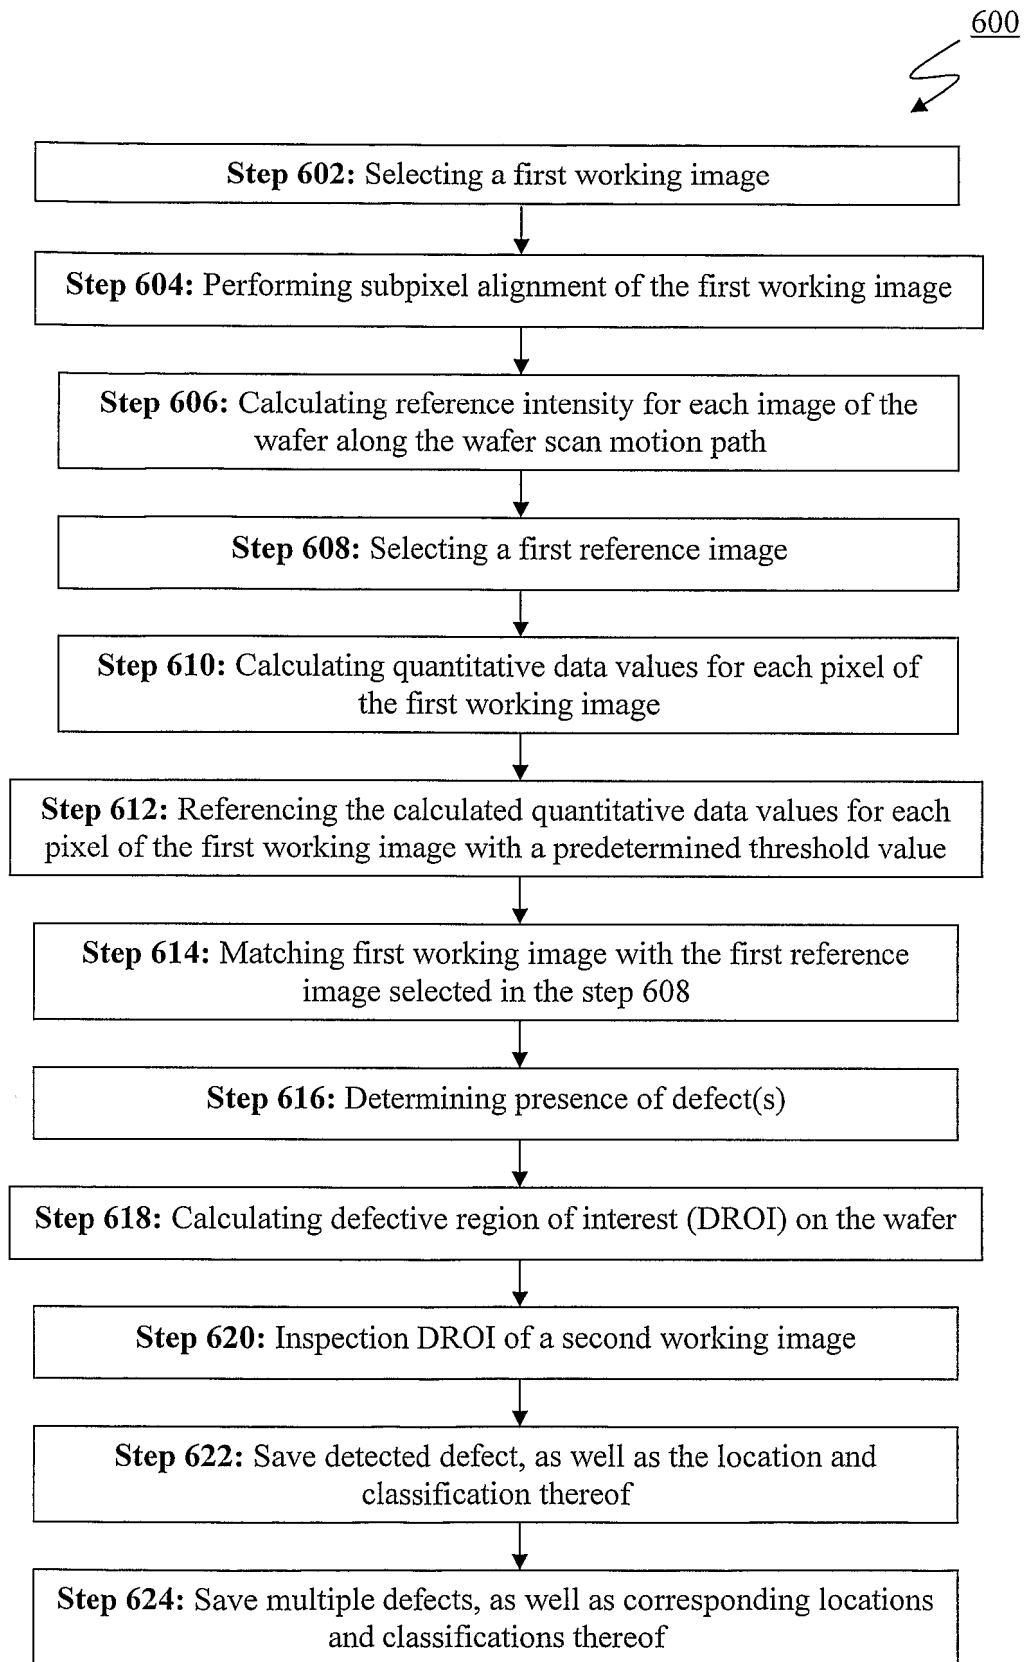 600
Step 602: Selecting a first working image
Step 604: Performing subpixel alignment of the first working image
Step 606: Calculating reference intensity for each image of the
wafer along the wafer scan motion path
Step 608: Selecting a first reference image
Step 610: Calculating quantitative data values for each pixel of
the first working image
Step 612: Referencing the calculated quantitative data values for each
pixel of the first working image with a predetermined threshold value
Step 614: Matching first working image with the first reference
image selected in the step 608
Step 616: Determining presence of defect(s)
Step 618: Calculating defective region of interest (DROI) on the wafer
Step 620: Inspection DROI of a second working image
Step 622: Save detected defect, as well as the location and
classification thereof
Step 624: Save multiple defects, as well as corresponding locations
and classifications thereof